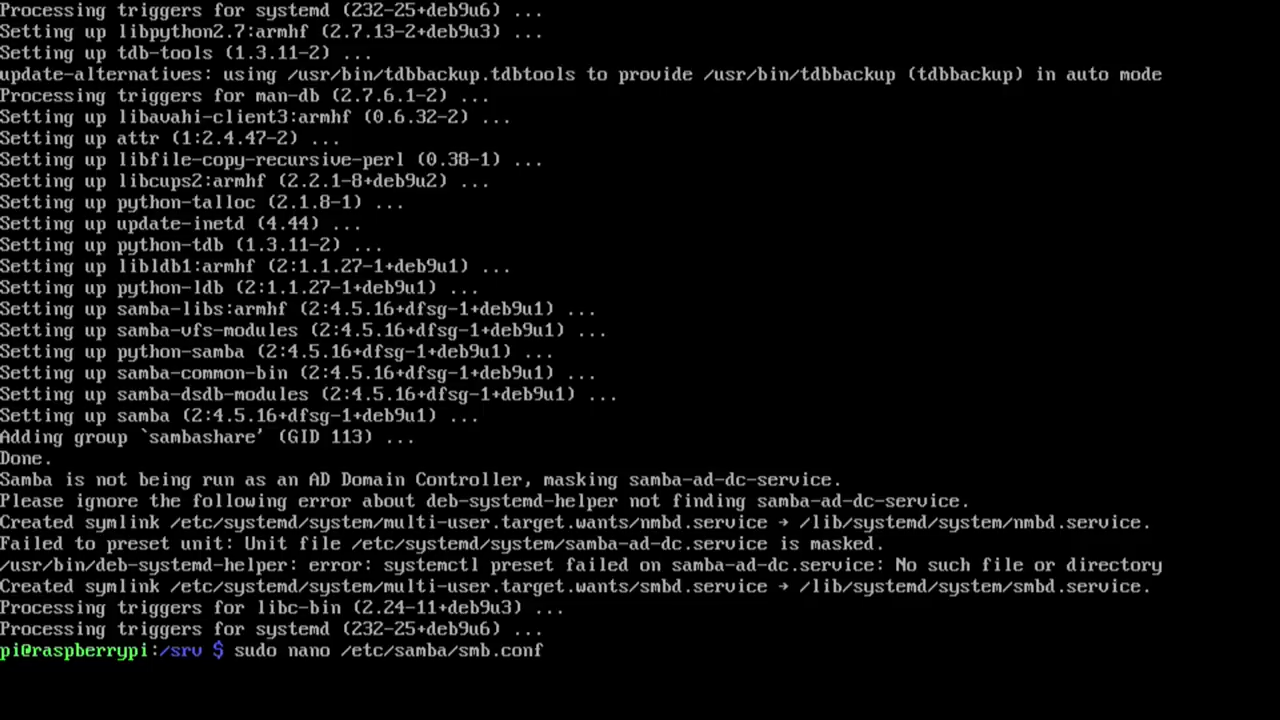 Processing triggers for systemd (232-25+deb9u6) ...
Setting up libpython2.7:armhf (2.7.13-2+deb9u3) ...
Setting up tdb-tools (1.3.11-2) ...
update-alternatives: using /usr/bin/tdbbackup.tdbtools to provide /usr/bin/tdbbackup (tdbbackup) in auto mode
Processing triggers for man-db (2.7.6.1-2) ...
Setting up libavahi-client3:armhf (0.6.32-2) ...
Setting up attr (1:2.4.47-2) ...
Setting up libfile-copy-recursive-perl (0.38-1) ...
Setting up libcups2:armhf (2.2.1-8+deb9u2) ...
Setting up python-talloc (2.1.8-1) ...
Setting up update-inetd (4.44) ...
Setting up python-tdb (1.3.11-2) ...
Setting up libldb1:armhf (2:1.1.27-1+deb9u1) ...
Setting up python-ldb (2:1.1.27-1+deb9u1) ...
Setting up samba-libs:armhf (2:4.5.16+dfsg-1+deb9u1) ...
Setting up samba-vfs-modules (2:4.5.16+dfsg-1+deb9u1) ...
Setting up python-samba (2:4.5.16+dfsg-1+deb9u1) ...
Setting up samba-common-bin (2:4.5.16+dfsg-1+deb9u1) ...
Setting up samba-dsdb-modules (2:4.5.16+dfsg-1+deb9u1) ...
Setting up samba (2:4.5.16+dfsg-1+deb9u1) ...
Adding group `sambashare' (GID 113) ...
Done.
Samba is not being run as an AD Domain Controller, masking samba-ad-dc-service.
Please ignore the following error about deb-systemd-helper not finding samba-ad-dc-service.
Created symlink /etc/systemd/system/multi-user.target.wants/nmbd.service → /lib/systemd/system/nmbd.service.
Failed to preset unit: Unit file /etc/systemd/system/samba-ad-dc.service is masked.
/usr/bin/deb-systemd-helper: error: systemctl preset failed on samba-ad-dc.service: No such file or directory
Created symlink /etc/systemd/system/multi-user.target.wants/smbd.service → /lib/systemd/system/smbd.service.
Processing triggers for libc-bin (2.24-11+deb9u3) ...
Processing triggers for systemd (232-25+deb9u6) ...
pi@raspberrypi:/srv $ sudo nano /etc/samba/smb.conf